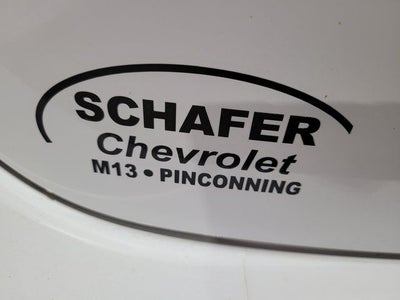 SCHAFER
Chevrolet
M13 • PINCONNING